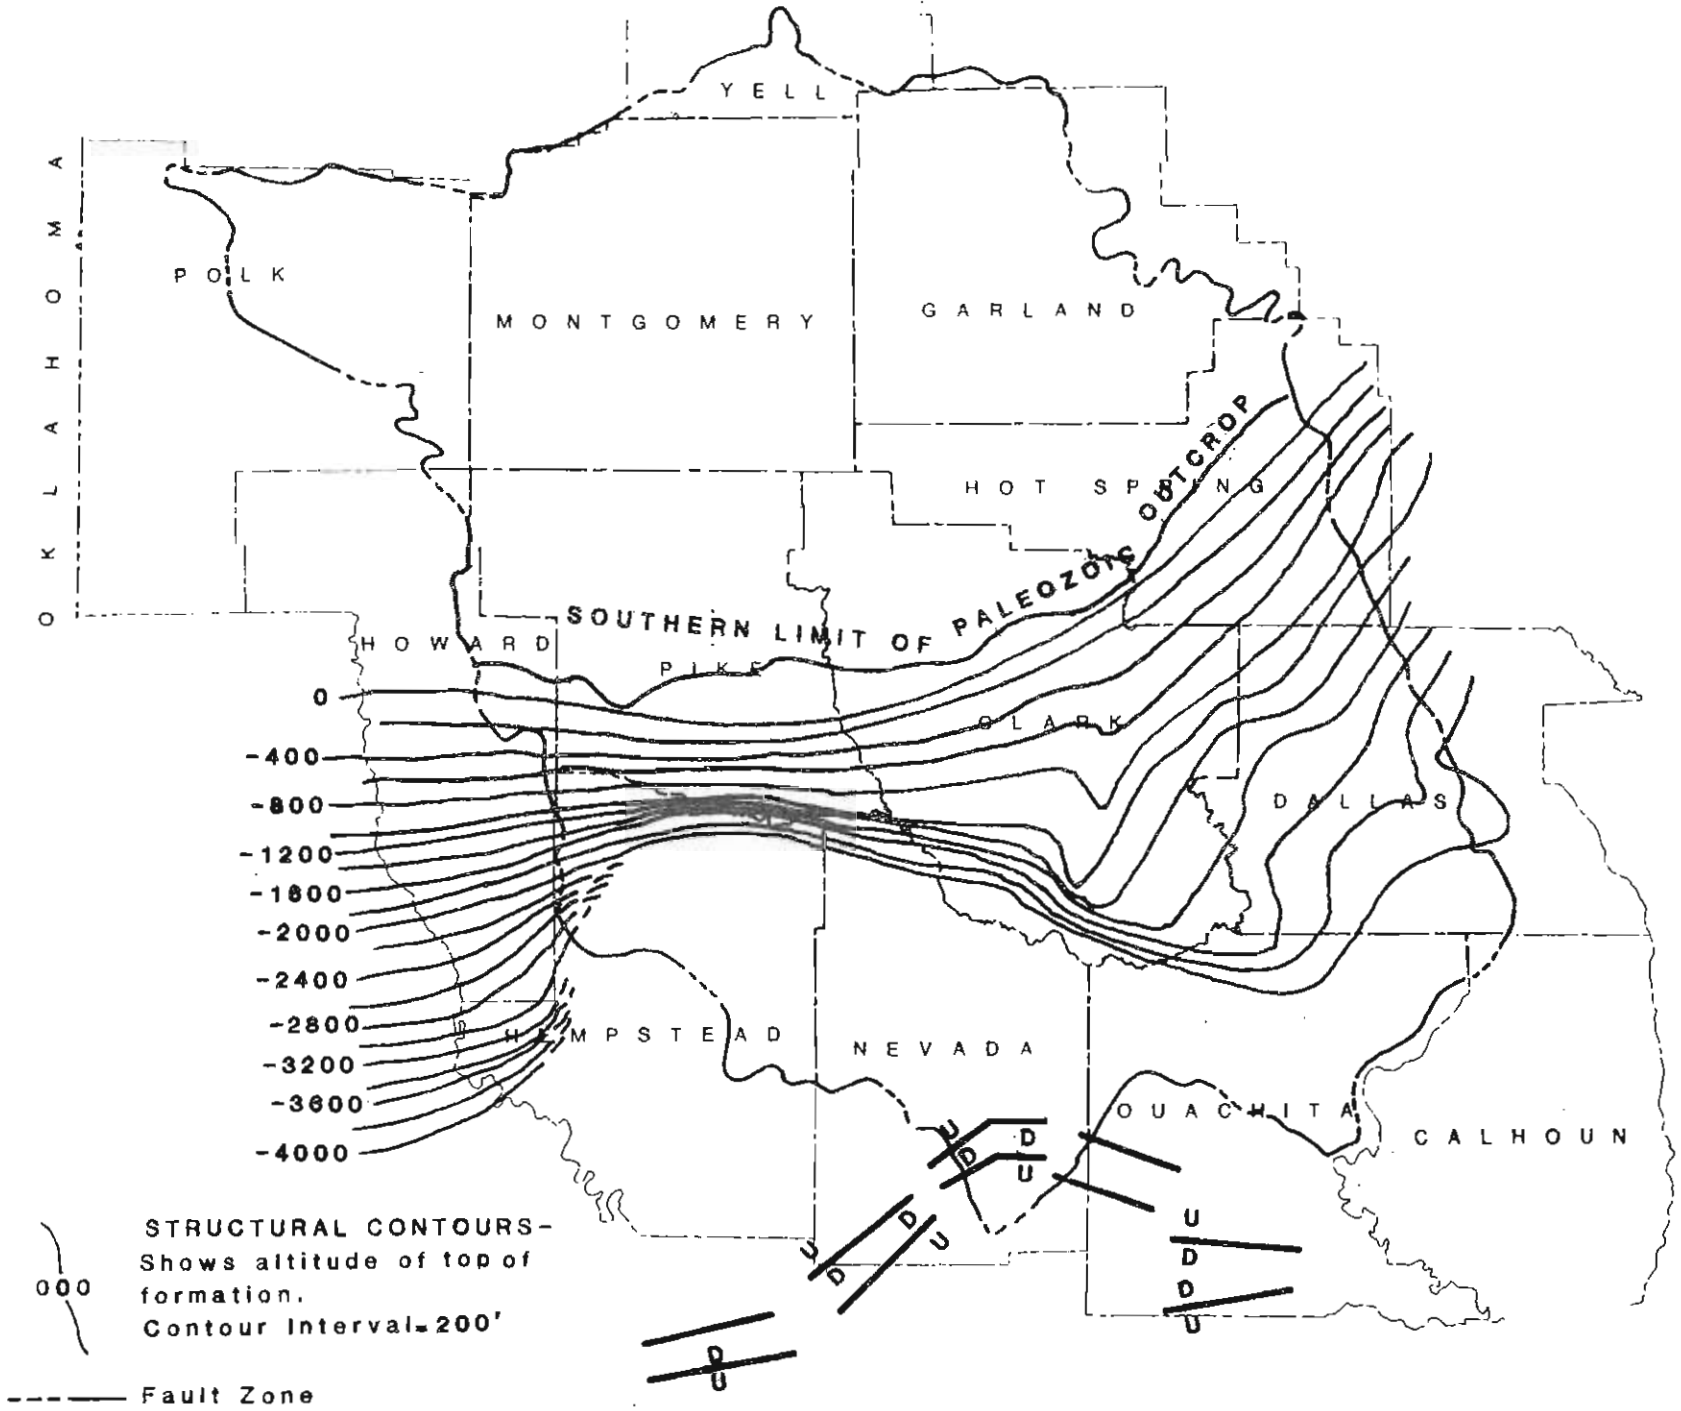 YELL
OKLAHOMA
POLK
MONTGOMERY
GARLAND
HOT SPRING
SOUTHERN LIMIT OF PALEOZOIC OUTCROP
HOWARD
PIKE
0
CLARK
-400
-800
DALLAS
-1200
-1600
-2000
-2400
-2800
HEMPSTEAD
NEVADA
-3200
-3600
OUACHITA
CALHOUN
-4000
U
D
D
U
D
U
U
D
U
D
D
U
D
U
STRUCTURAL CONTOURS-
Shows altitude of top of
000
formation.
Contour Interval=200'
Fault Zone